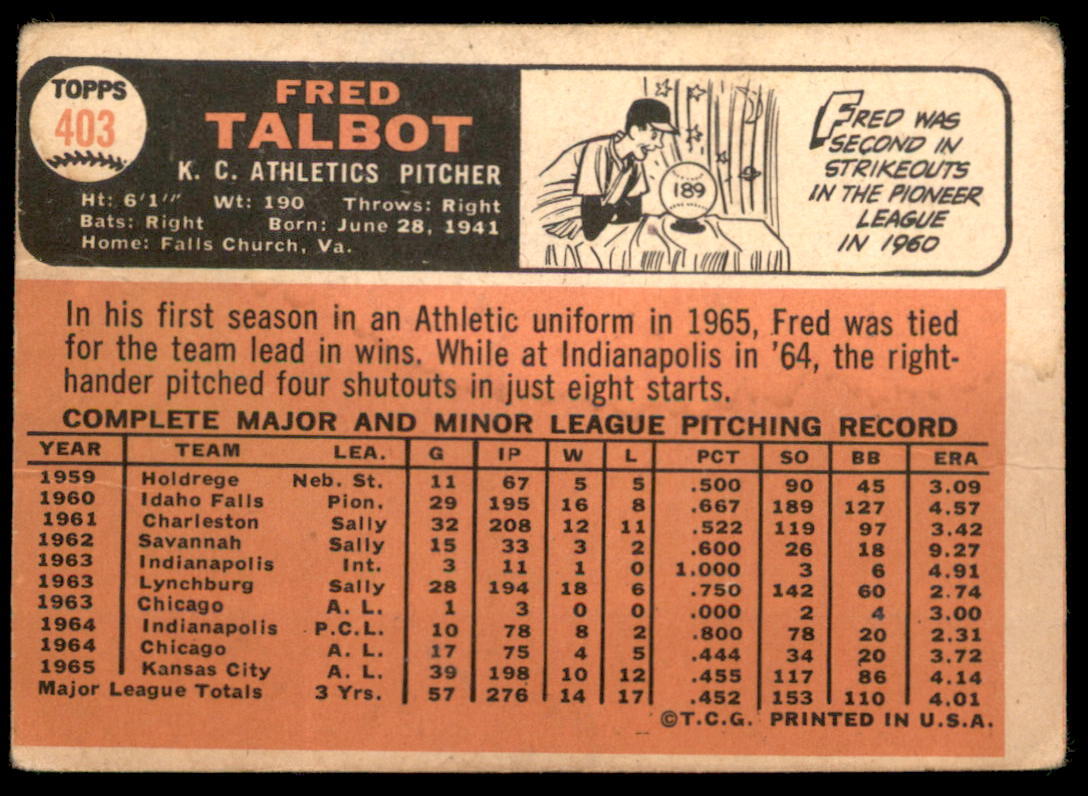 TOPPS
403
FRED
TALBOT
K. C. ATHLETICS PITCHER
Ht: 6'1" Wt: 190 Throws: Right
Bats: Right Born: June 28, 1941
Home: Falls Church, Va.
189
FRED WAS
SECOND IN
STRIKEOUTS
IN THE PIONEER
LEAGUE
IN 1960
In his first season in an Athletic uniform in 1965, Fred was tied
for the team lead in wins. While at Indianapolis in '64, the right-
hander pitched four shutouts in just eight starts.
COMPLETE MAJOR AND MINOR LEAGUE PITCHING RECORD
YEAR TEAM LEA. G IP W L PCT SO BB ERA
1959 Holdrege Neb. St. 11 67 5 5 .500 90 45 3.09
1960 Idaho Falls Pion. 29 195 16 8 .667 189 127 4.57
1961 Charleston Sally 32 208 12 11 .522 119 97 3.42
1962 Savannah Sally 15 33 3 2 .600 26 18 9.27
1963 Indianapolis Int. 3 11 1 0 1.000 3 6 4.91
1963 Lynchburg Sally 28 194 18 6 .750 142 60 2.74
1963 Chicago A. L. 1 3 0 0 .000 2 4 3.00
1964 Indianapolis P.C.L. 10 78 8 2 .800 78 20 2.31
1964 Chicago A. L. 17 75 4 5 .444 34 20 3.72
1965 Kansas City A. L. 39 198 10 12 .455 117 86 4.14
Major League Totals 3 Yrs. 57 276 14 17 .452 153 110 4.01
©T.C.G. PRINTED IN U.S.A.